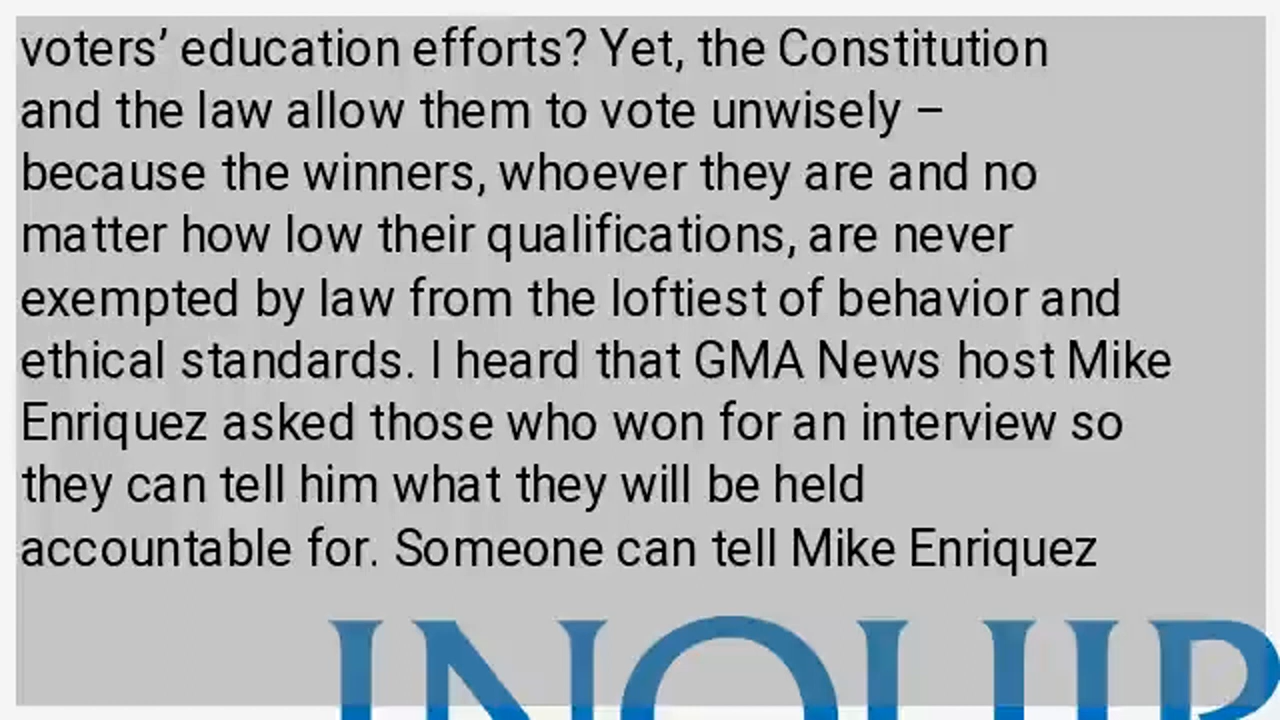 voters’ education efforts? Yet, the Constitution
and the law allow them to vote unwisely –
because the winners, whoever they are and no
matter how low their qualifications, are never
exempted by law from the loftiest of behavior and
ethical standards. I heard that GMA News host Mike
Enriquez asked those who won for an interview so
they can tell him what they will be held
accountable for. Someone can tell Mike Enriquez